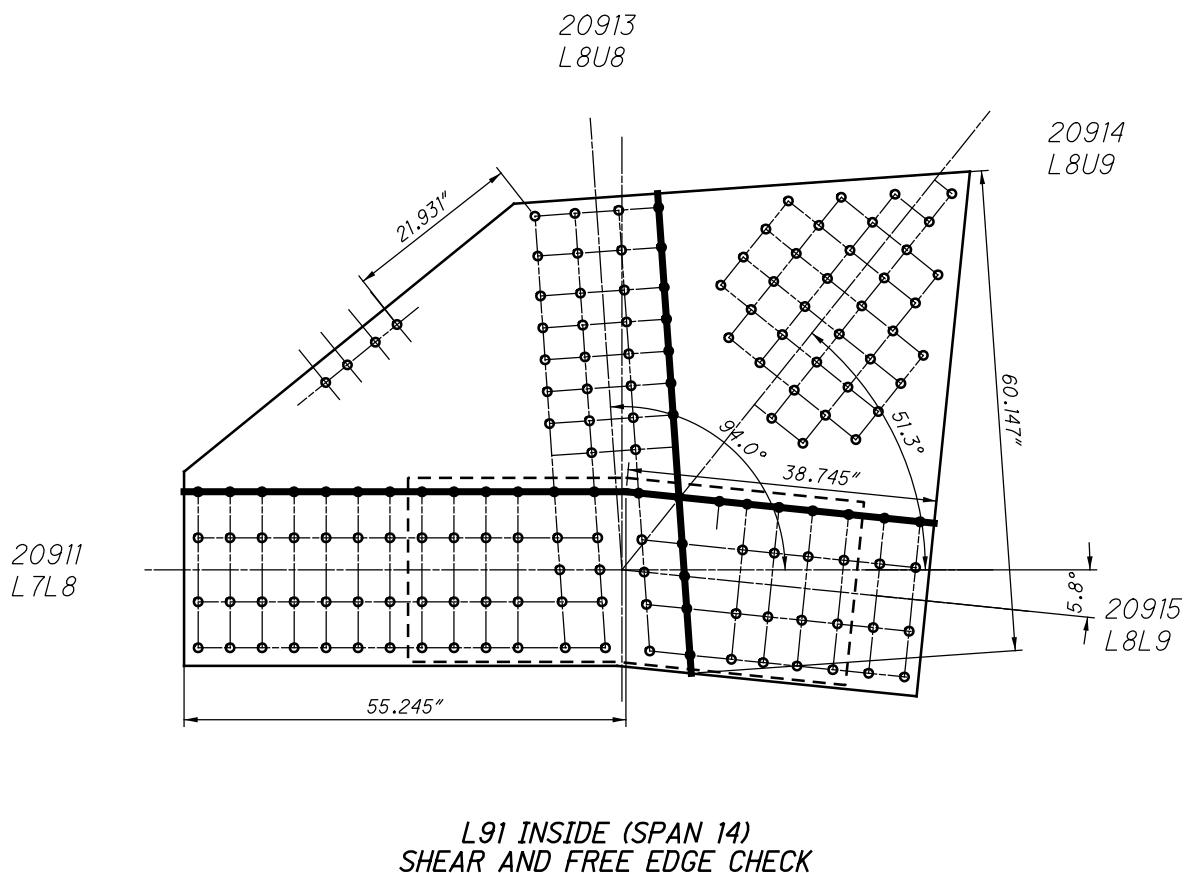 20913
L8U8
20914
L8U9
21.931"
60.147"
51.3°
94.0°
38.745"
20911
L7L8
5.8°
20915
L8L9
55.245"
L91 INSIDE (SPAN 14)
SHEAR AND FREE EDGE CHECK